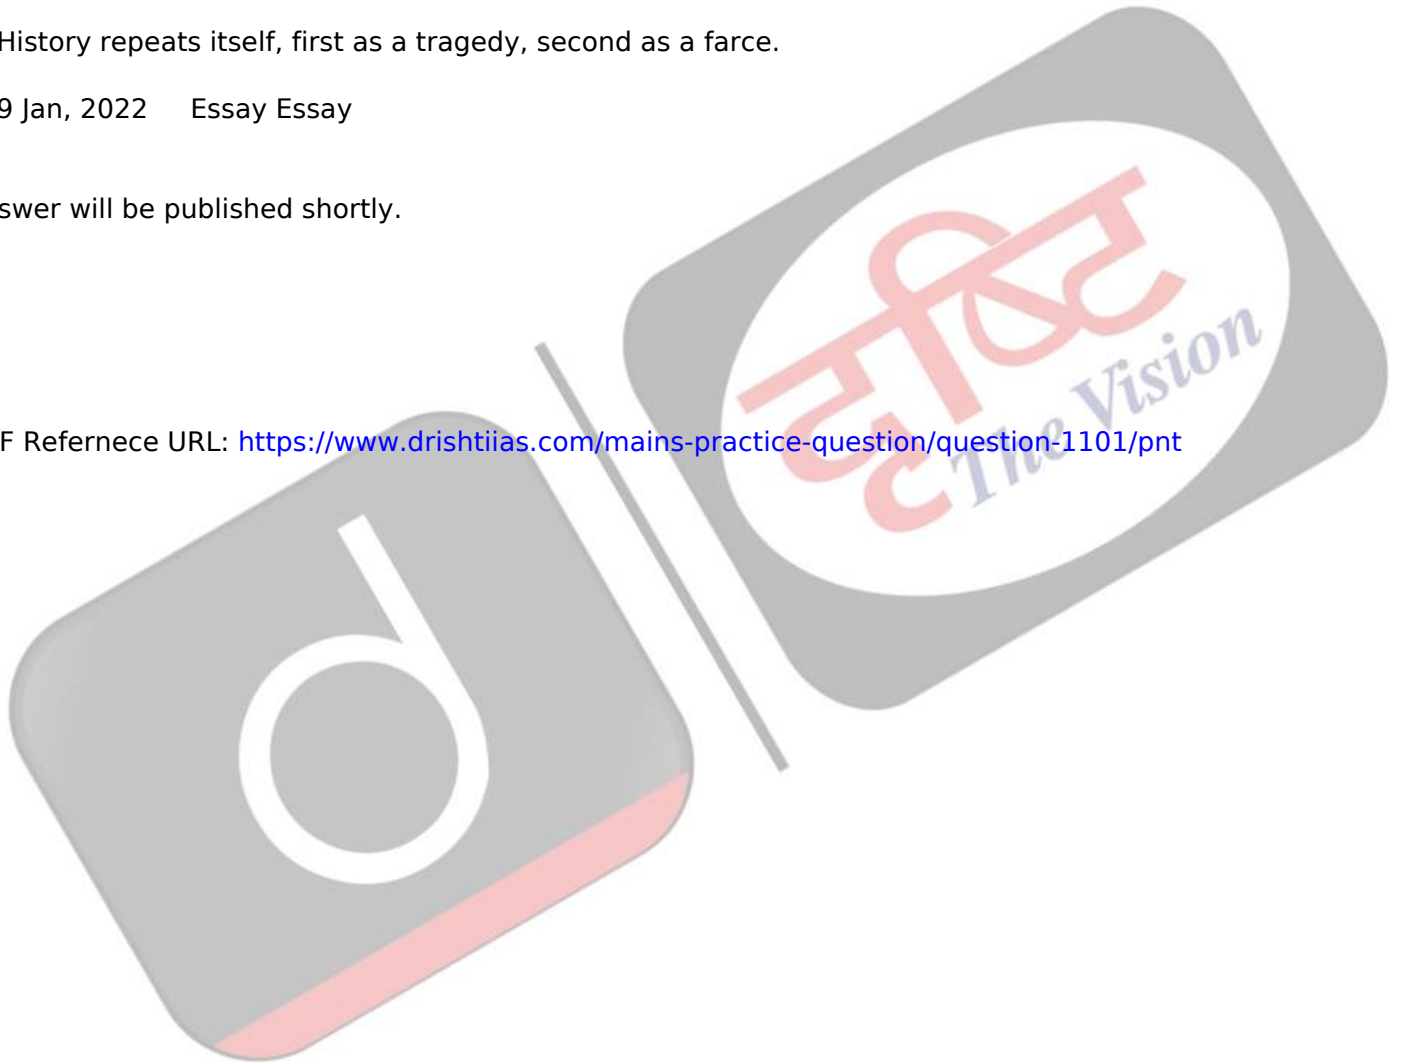 History repeats itself, first as a tragedy, second as a farce.
9 Jan, 2022 Essay Essay
swer will be published shortly.
F Refernece URL: https://www.drishtiias.com/mains-practice-question/question-1101/pnt
दृष्टि
The Vision
d